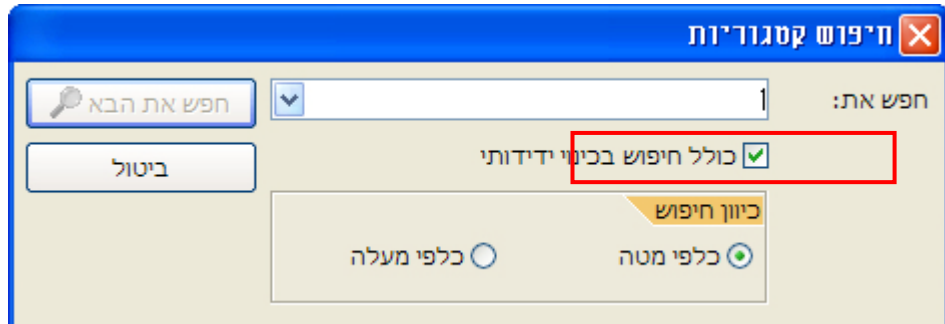 חיפוש קטגוריות
חפש את:
1
חפש את הבא
כולל חיפוש בכינוי ידידותי
ביטול
כיוון חיפוש
כלפי מטה
כלפי מעלה